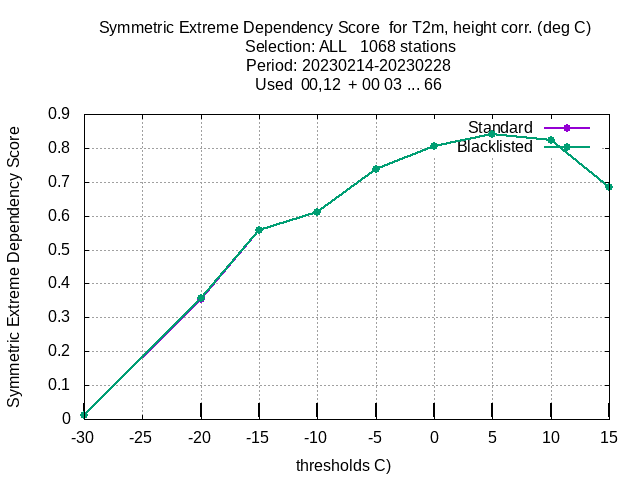 Symmetric Extreme Dependency Score  for T2m, height corr. (deg C)
Selection: ALL   1068 stations
Period: 20230214-20230228
Used  00,12  + 00 03 ... 66
Symmetric Extreme Dependency Score
0.9
0.8
0.7
0.6
0.5
0.4
0.3
0.2
0.1
0
Standard
Blacklisted
-30 -25 -20 -15 -10 -5 0 5 10 15
thresholds C)